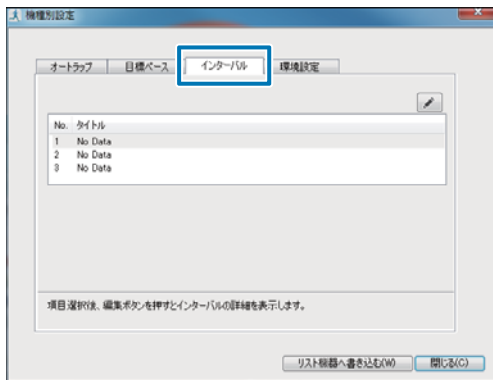 機種別設定
オートラップ 目標ペース インターバル 環境設定
No. タイトル
1 No Data
2 No Data
3 No Data
項目選択後、編集ボタンを押すとインターバルの詳細を表示します。
リスト機器へ書き込む(W) 閉じる(C)